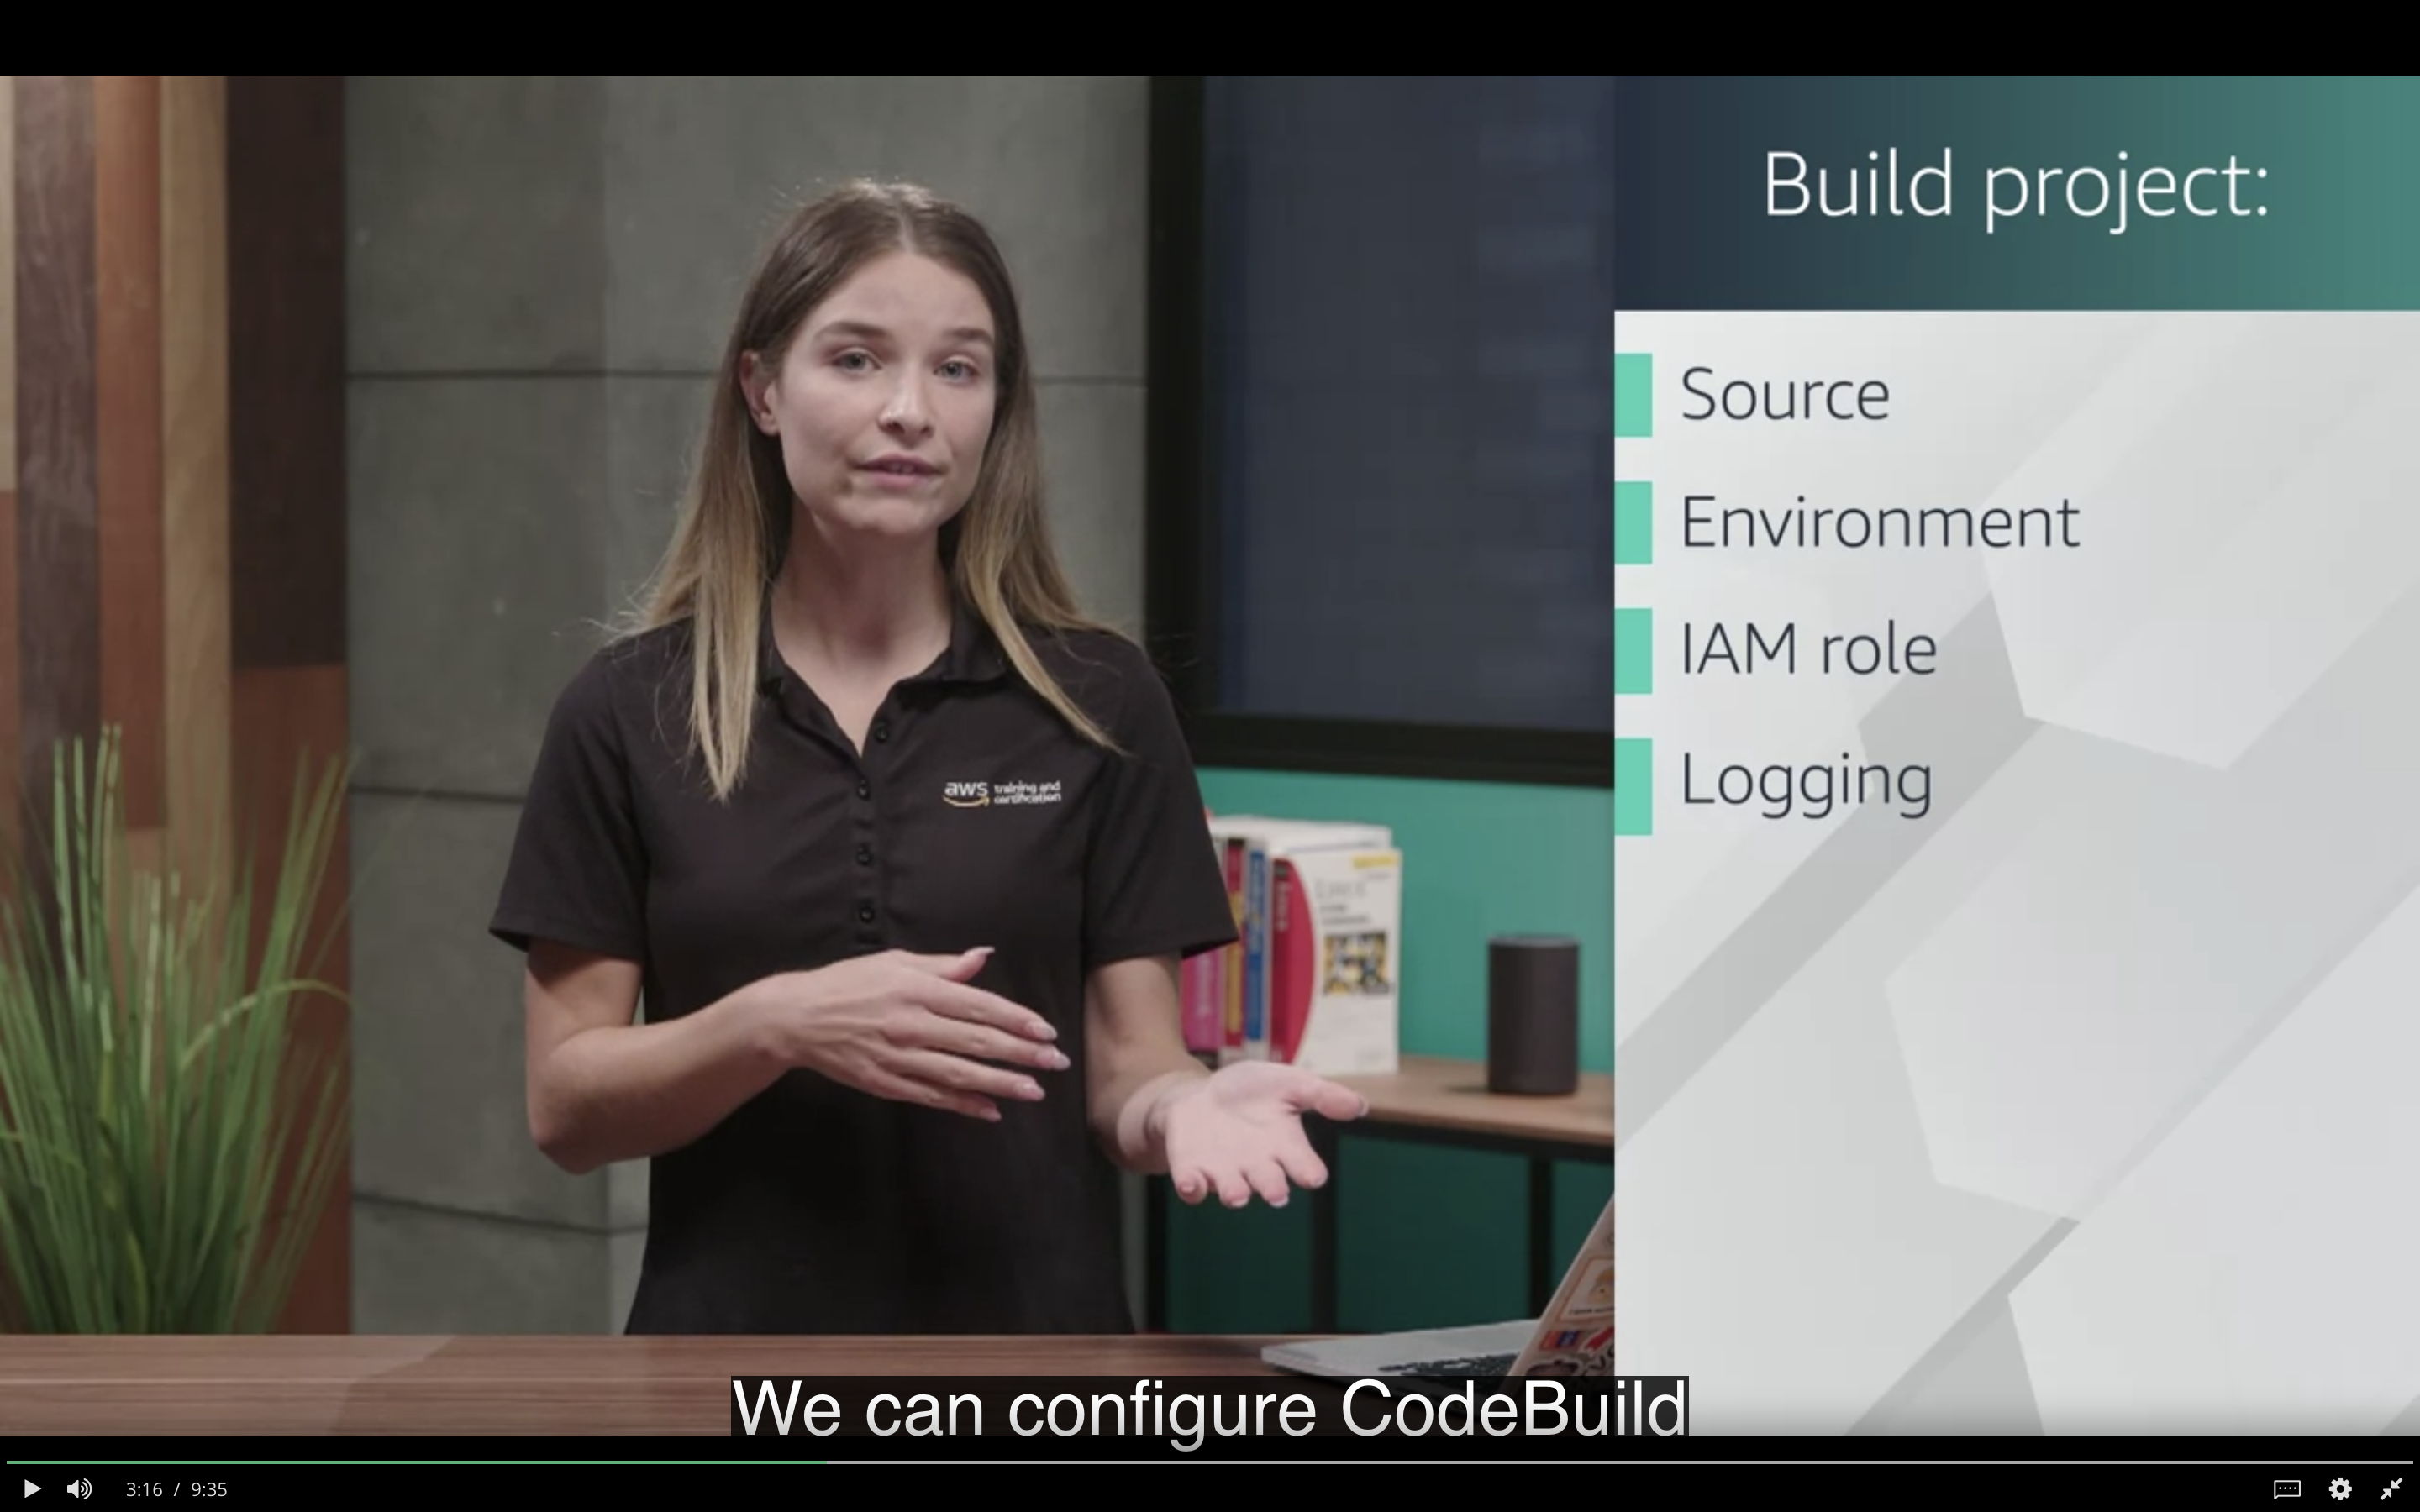 Build project:
Source
Environment
IAM role
Logging
aws training and
certification
We can configure CodeBuild
3:16 / 9:35